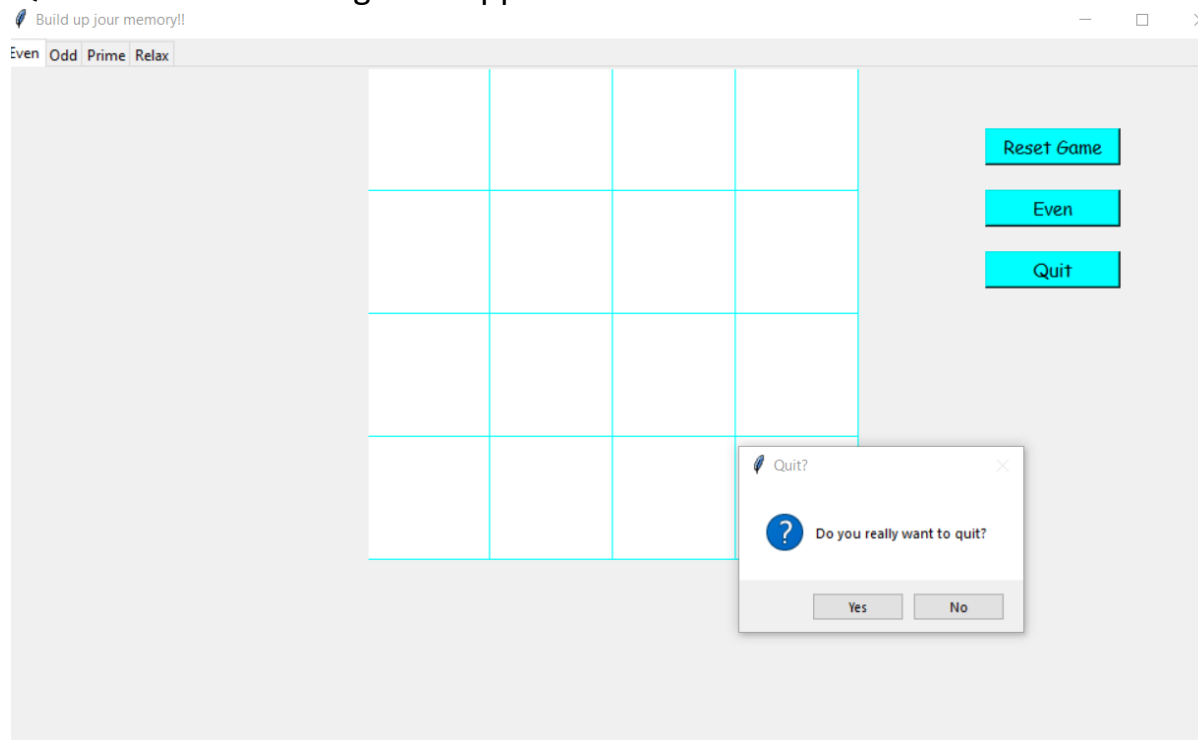 Build up jour memory!!
Even Odd Prime Relax
Reset Game
Even
Quit
Quit?
?
Do you really want to quit?
Yes No